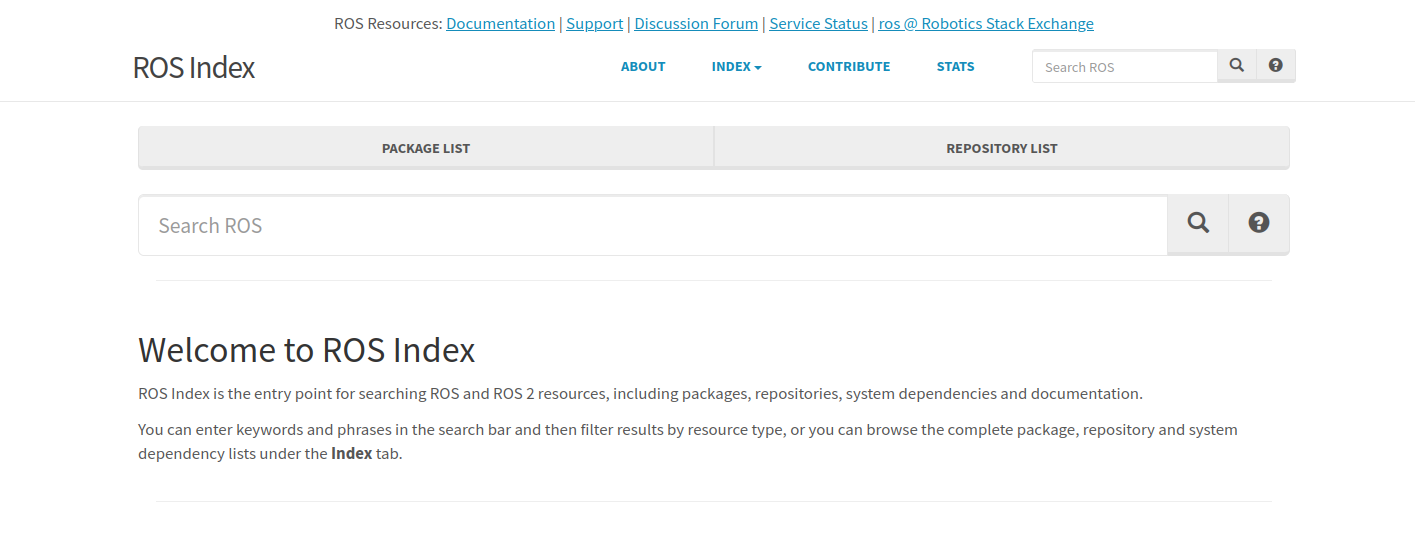 ROS Resources: Documentation | Support | Discussion Forum | Service Status | ros @ Robotics Stack Exchange
ROS Index ABOUT INDEX CONTRIBUTE STATS Search ROS
PACKAGE LIST REPOSITORY LIST
Search ROS
Welcome to ROS Index
ROS Index is the entry point for searching ROS and ROS 2 resources, including packages, repositories, system dependencies and documentation.
You can enter keywords and phrases in the search bar and then filter results by resource type, or you can browse the complete package, repository and system
dependency lists under the Index tab.